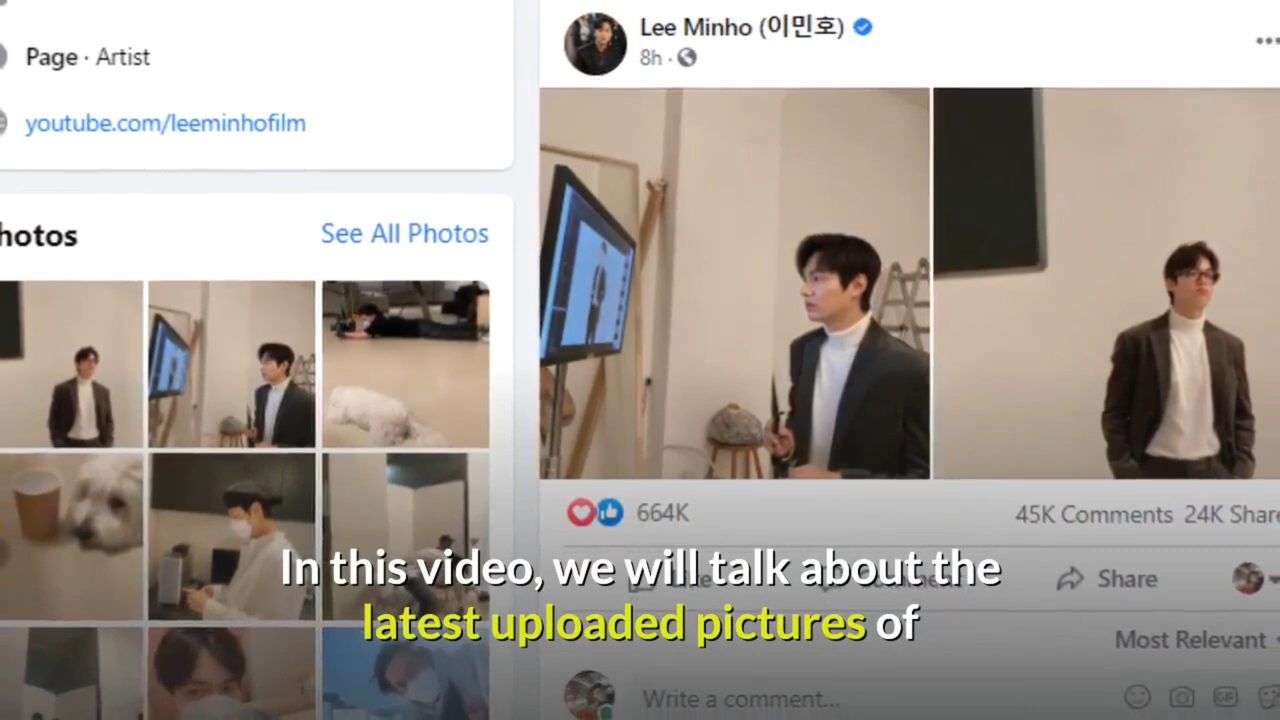 Page · Artist
youtube.com/leeminhofilm
hotos
See All Photos
Lee Minho (이민호)
8h ·
664K
45K Comments 24K Share
Share
Most Relevant
Write a comment...
GIF
In this video, we will talk about the
latest uploaded pictures of